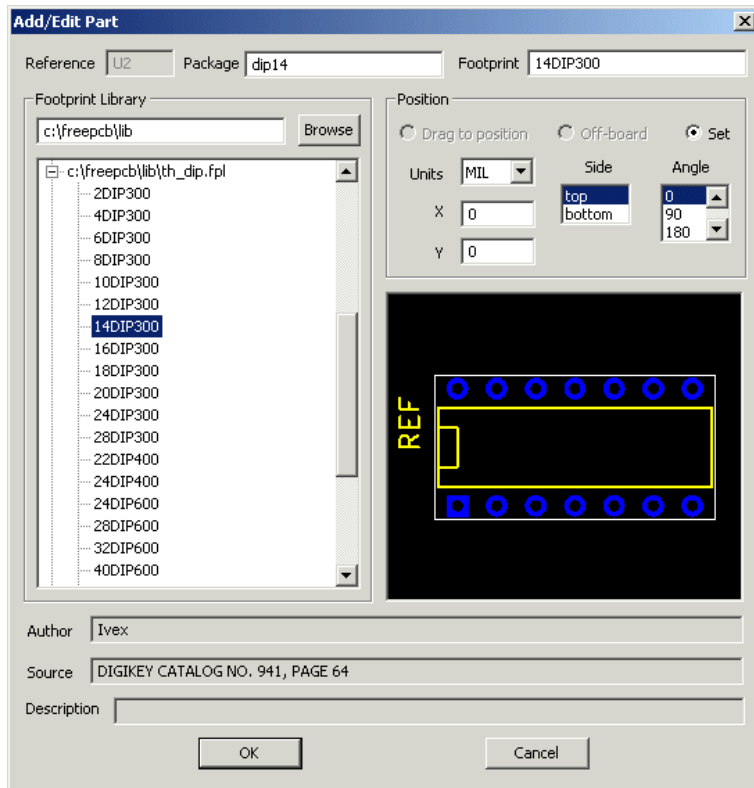 Add/Edit Part
Reference U2 Package dip14 Footprint 14DIP300
Footprint Library
c:\freepcb\lib Browse
c:\freepcb\lib\th_dip.fpl
2DIP300
4DIP300
6DIP300
8DIP300
10DIP300
12DIP300
14DIP300
16DIP300
18DIP300
20DIP300
24DIP300
28DIP300
22DIP400
24DIP400
24DIP600
28DIP600
32DIP600
40DIP600
Position
Drag to position Off-board Set
Units MIL Side Angle
X 0 top 0
bottom 90
Y 0 180
REF
Author Ivex
Source DIGIKEY CATALOG NO. 941, PAGE 64
Description
OK Cancel